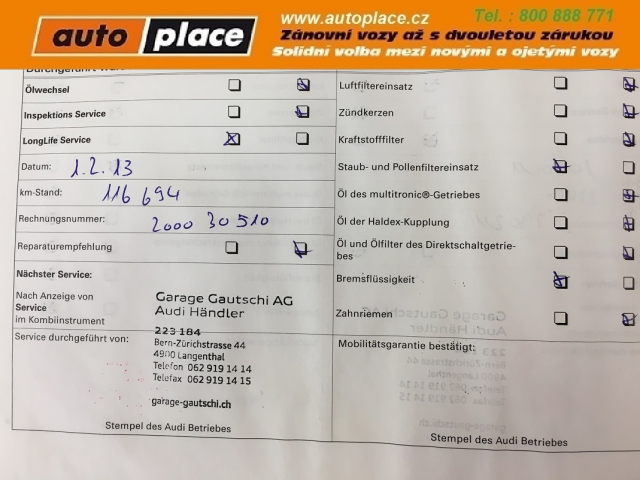 auto place
www.autoplace.cz
Tel. : 800 888 771
Zánovní vozy až s dvouletou zárukou
Solidní volba mezi novými a ojetými vozy
Ölwechsel
Inspektions Service
LongLife Service
Datum: 1.2.13
km-Stand: 116 694
Rechnungsnummer: 2000 30 510
Reparaturempfehlung
Nächster Service:
Nach Anzeige von
Service
im Kombiinstrument
Garage Gautschi AG
Audi Händler
223 184
Service durchgeführt von:
Bern-Zürichstrasse 44
4900 Langenthal
Telefon 062 919 14 14
Telefax 062 919 14 15
garage-gautschi.ch
Stempel des Audi Betriebes
Luftfiltereinsatz
Zündkerzen
Kraftstofffilter
Staub- und Pollenfiltereinsatz
Öl des multitronic®-Getriebes
Öl der Haldex-Kupplung
Öl und Ölfilter des Direktschaltgetrie-
bes
Bremsflüssigkeit
Zahnriemen
Mobilitätsgarantie bestätigt:
Stempel des Audi Betriebes